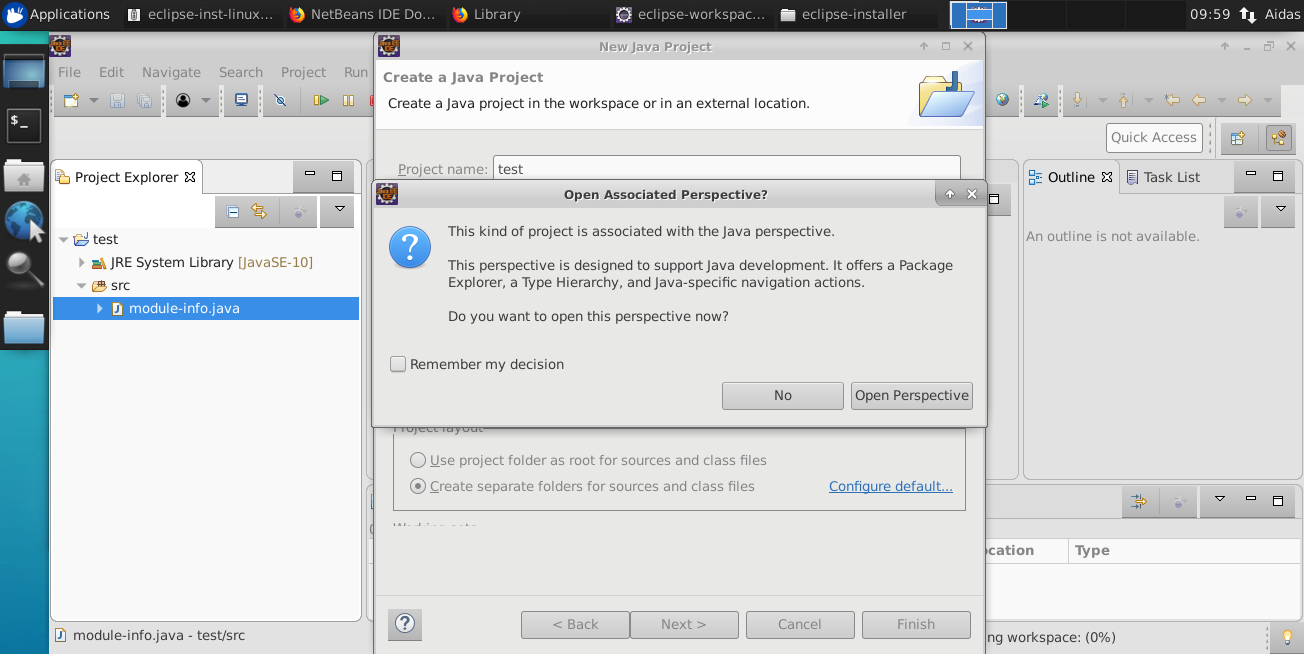 Applications
eclipse-inst-linux...
NetBeans IDE Do...
Library
eclipse-workspac...
eclipse-installer
09:59
Aidas
New Java Project
File Edit Navigate Search Project Run
Create a Java Project
Create a Java project in the workspace or in an external location.
Quick Access
Project name: test
Project Explorer
Outline
Task List
Open Associated Perspective?
This kind of project is associated with the Java perspective.
This perspective is designed to support Java development. It offers a Package
Explorer, a Type Hierarchy, and Java-specific navigation actions.
Do you want to open this perspective now?
Remember my decision
No
Open Perspective
test
JRE System Library [JavaSE-10]
src
module-info.java
An outline is not available.
Project layout
Use project folder as root for sources and class files
Create separate folders for sources and class files
Configure default...
Working sets
ocation
Type
?
< Back
Next >
Cancel
Finish
module-info.java - test/src
ng workspace: (0%)